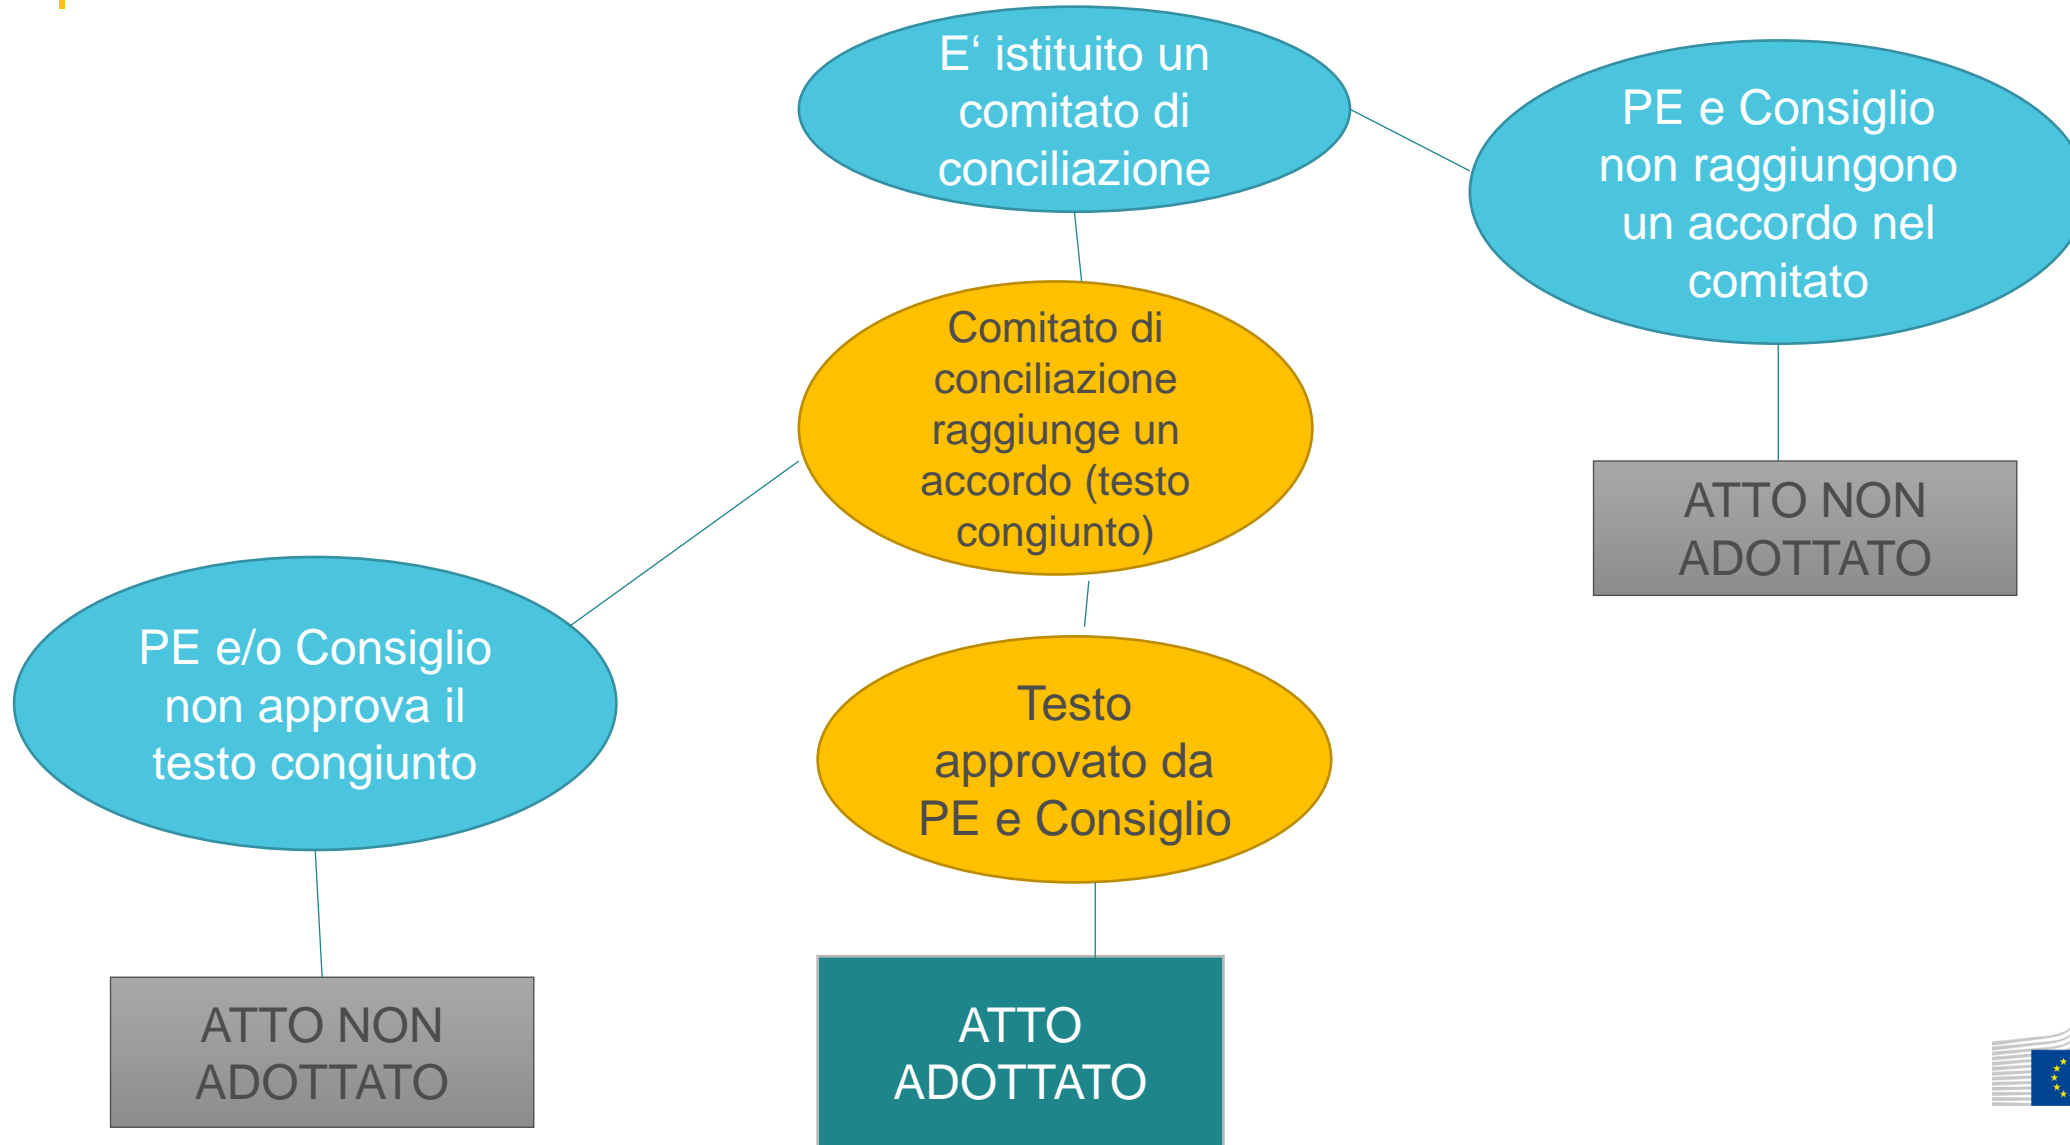 E‘ istituito un
comitato di
conciliazione
PE e Consiglio
non raggiungono
un accordo nel
comitato
Comitato di
conciliazione
raggiunge un
accordo (testo
congiunto)
ATTO NON
ADOTTATO
PE e/o Consiglio
non approva il
testo congiunto
Testo
approvato da
PE e Consiglio
ATTO NON
ADOTTATO
ATTO
ADOTTATO